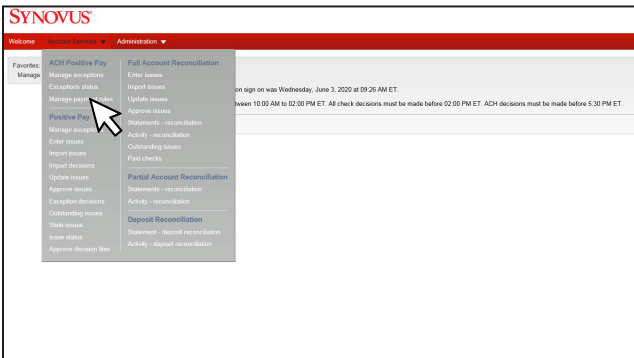 SYNOVUS®
Welcome
Account Services ▼
Administration ▼
Favorites:
Manage
on sign on was Wednesday, June 3, 2020 at 09:26 AM ET.
tween 10:00 AM to 02:00 PM ET. All check decisions must be made before 02:00 PM ET. ACH decisions must be made before 5:30 PM ET.
ACH Positive Pay
Manage exceptions
Exceptions status
Manage payment rules
Positive Pay
Manage exceptio
Enter issues
Import issues
Import decisions
Update issues
Approve issues
Exception decisions
Outstanding issues
Stale issues
Issue status
Approve decision files
Full Account Reconciliation
Enter issues
Import issues
Update issues
Approve issues
Statements - reconciliation
Activity - reconciliation
Outstanding issues
Paid checks
Partial Account Reconciliation
Statements - reconciliation
Activity - reconciliation
Deposit Reconciliation
Statement - deposit reconciliation
Activity - deposit reconciliation